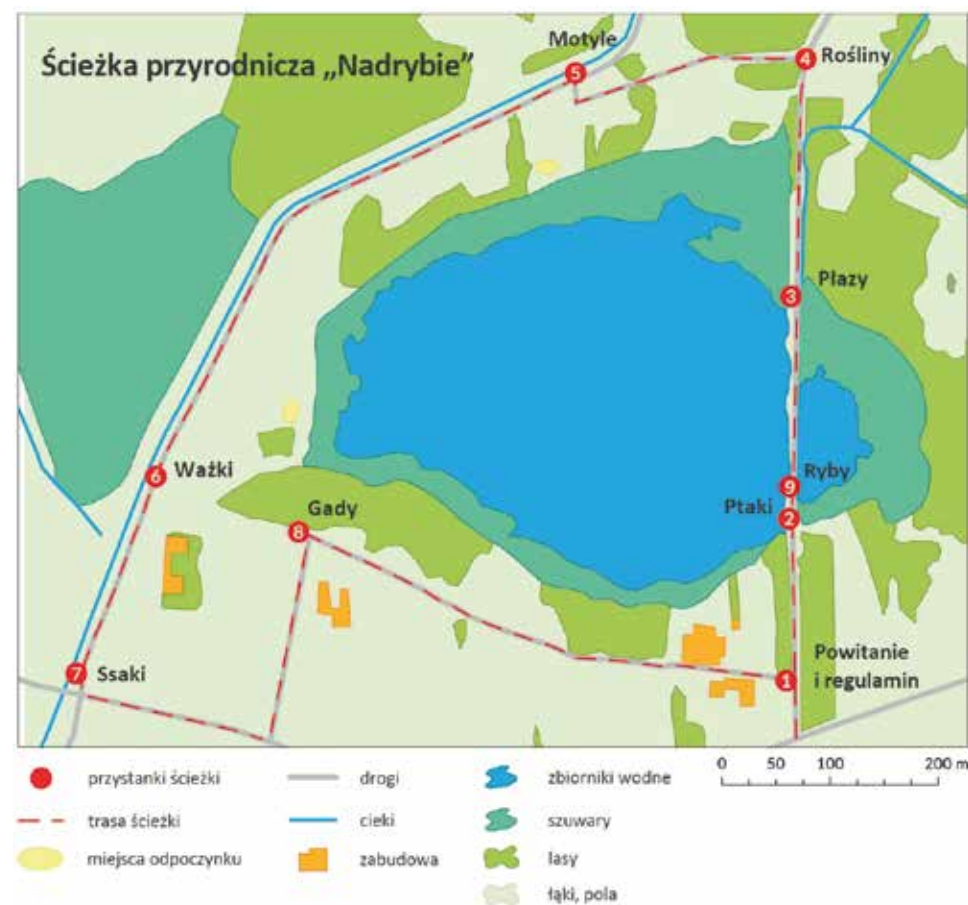 Ścieżka przyrodnicza „Nadrybie”
Motyle
5
4
Rośliny
3
Płazy
6
Ważki
Gady
8
9
Ryby
Ptaki
2
7
Ssaki
1
Powitanie
i regulamin
przystanki ścieżki
drogi
zbiorniki wodne
0 50 100 200 m
trasa ścieżki
cieki
szuwary
miejsca odpoczynku
zabudowa
lasy
łąki, pola